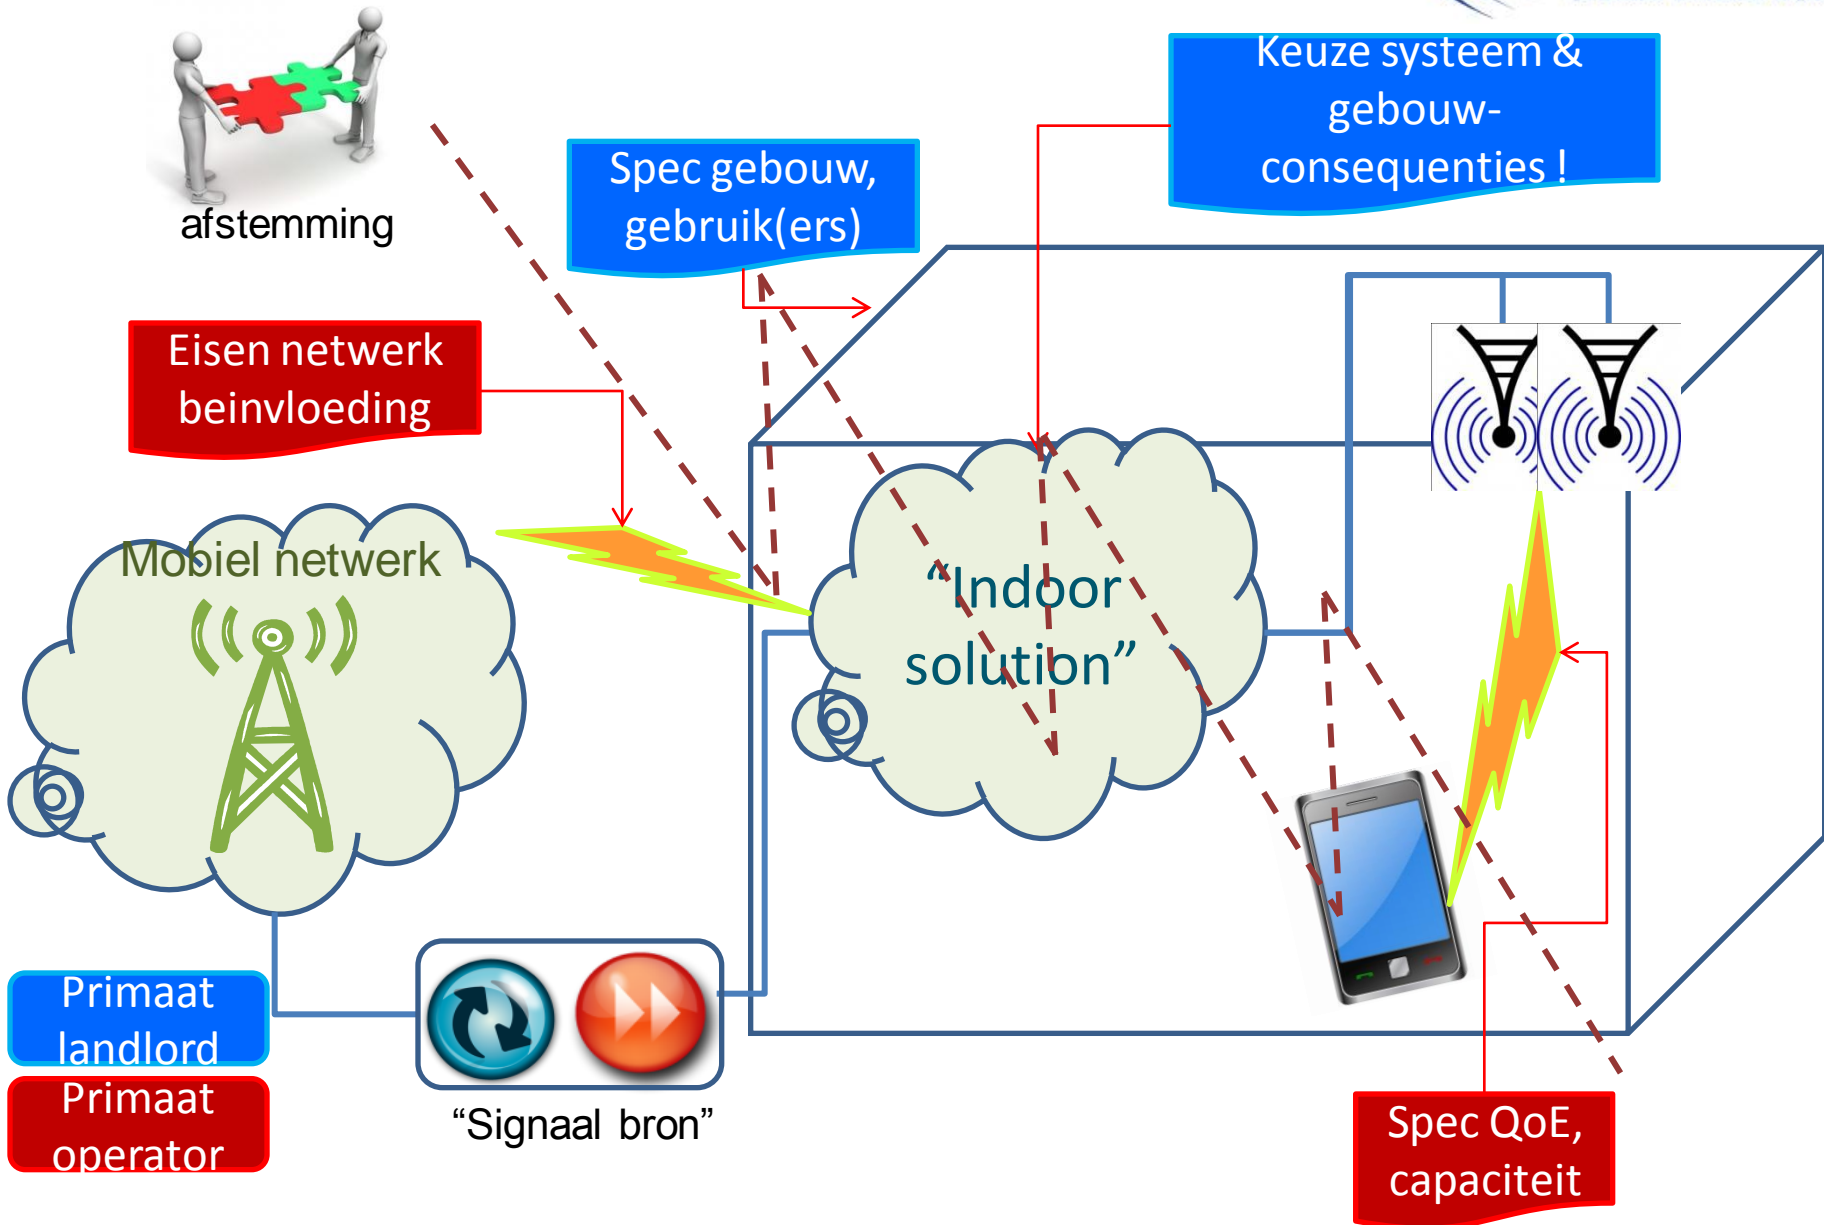 Keuze systeem &
gebouw-
consequenties !
Spec gebouw,
gebruik(ers)
afstemming
Eisen netwerk
beinvloeding
Mobiel netwerk
“Indoor
solution”
Primaat
landlord
Primaat
operator
“Signaal bron”
Spec QoE,
capaciteit